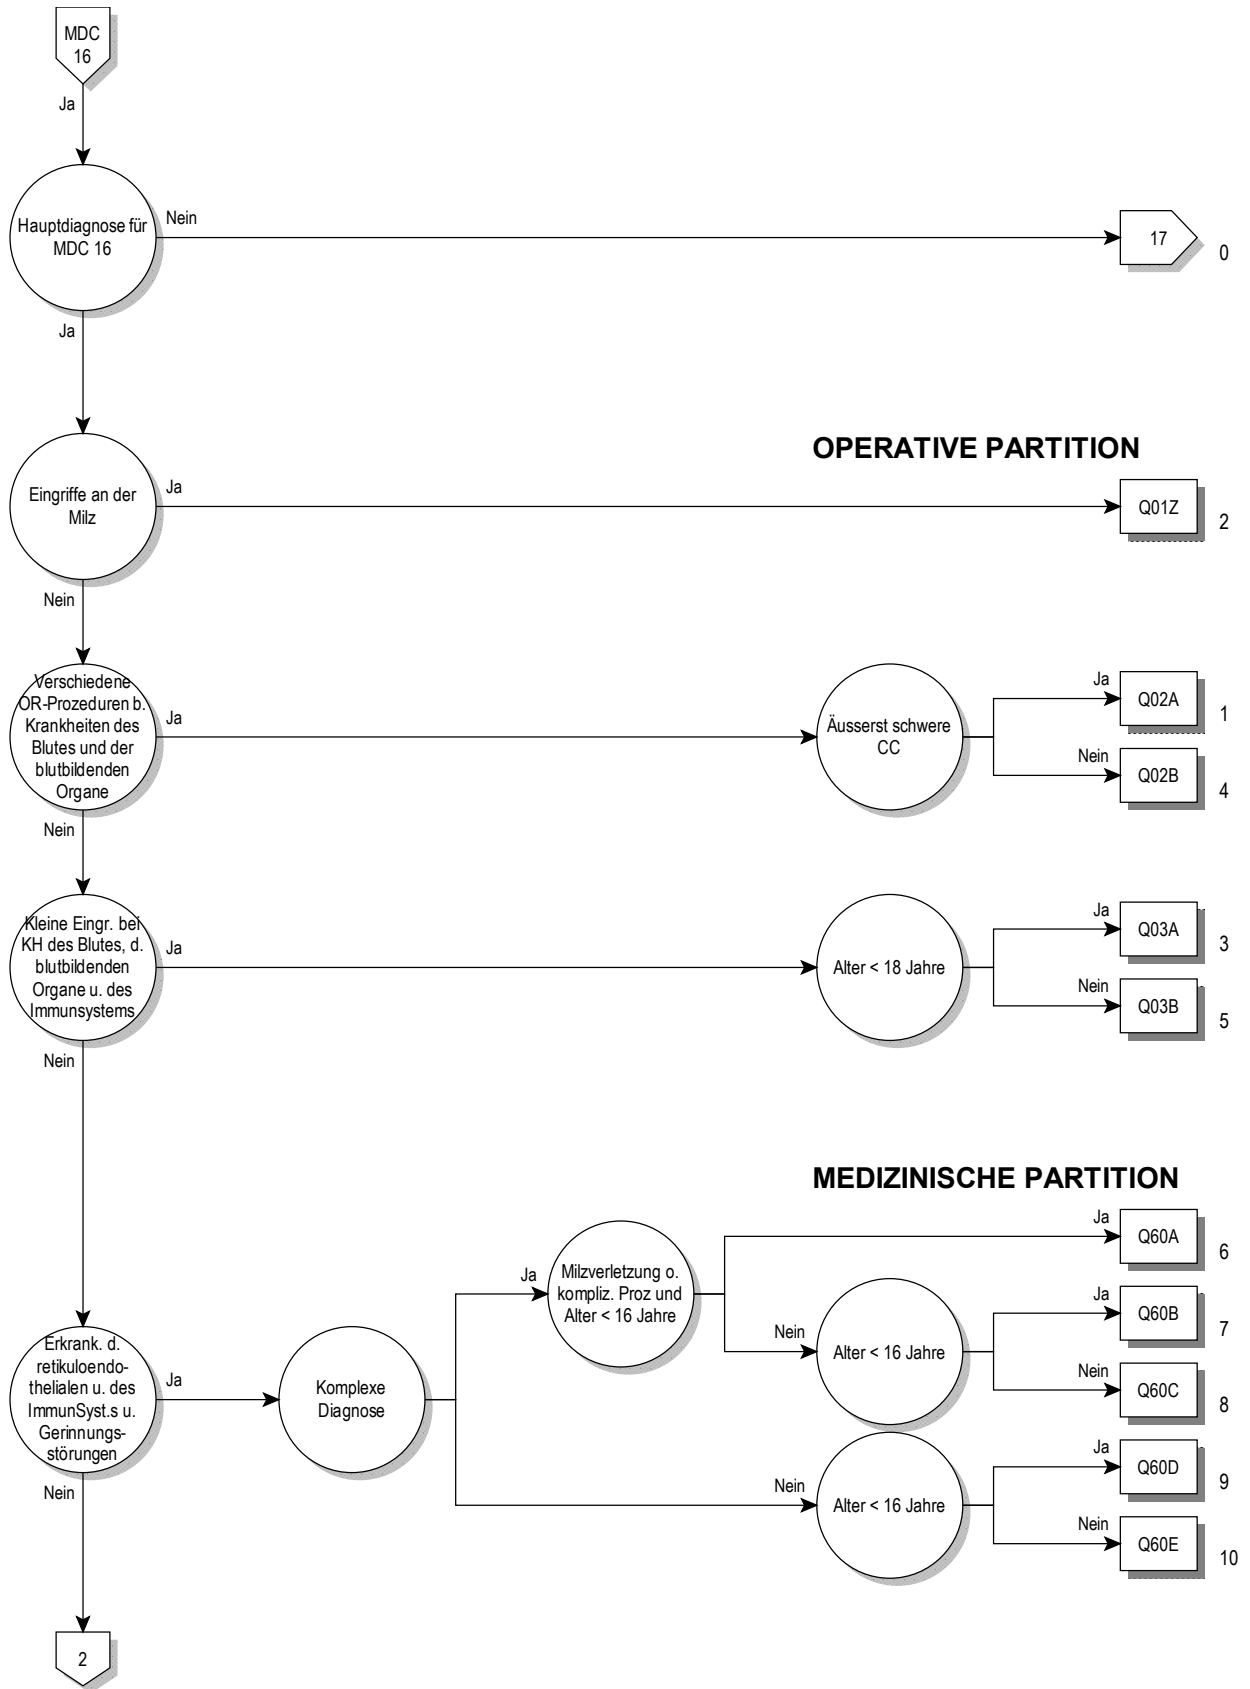 MDC
16
Ja
Hauptdiagnose für
MDC 16
Nein
17
0
Ja
OPERATIVE PARTITION
Eingriffe an der
Milz
Ja
Q01Z
2
Nein
Verschiedene
OR-Prozeduren b.
Krankheiten des
Blutes und der
blutbildenden
Organe
Ja
Äusserst schwere
CC
Ja
Q02A
1
Nein
Q02B
4
Nein
Kleine Eingr. bei
KH des Blutes, d.
blutbildenden
Organe u. des
Immunsystems
Ja
Alter < 18 Jahre
Ja
Q03A
3
Nein
Q03B
5
Nein
MEDIZINISCHE PARTITION
Erkrank. d.
retikuloendo-
thelialen u. des
ImmunSyst.s u.
Gerinnungs-
störungen
Ja
Komplexe
Diagnose
Ja
Milzverletzung o.
kompliz. Proz und
Alter < 16 Jahre
Ja
Q60A
6
Nein
Alter < 16 Jahre
Ja
Q60B
7
Nein
Q60C
8
Nein
Alter < 16 Jahre
Ja
Q60D
9
Nein
Q60E
10
Nein
2